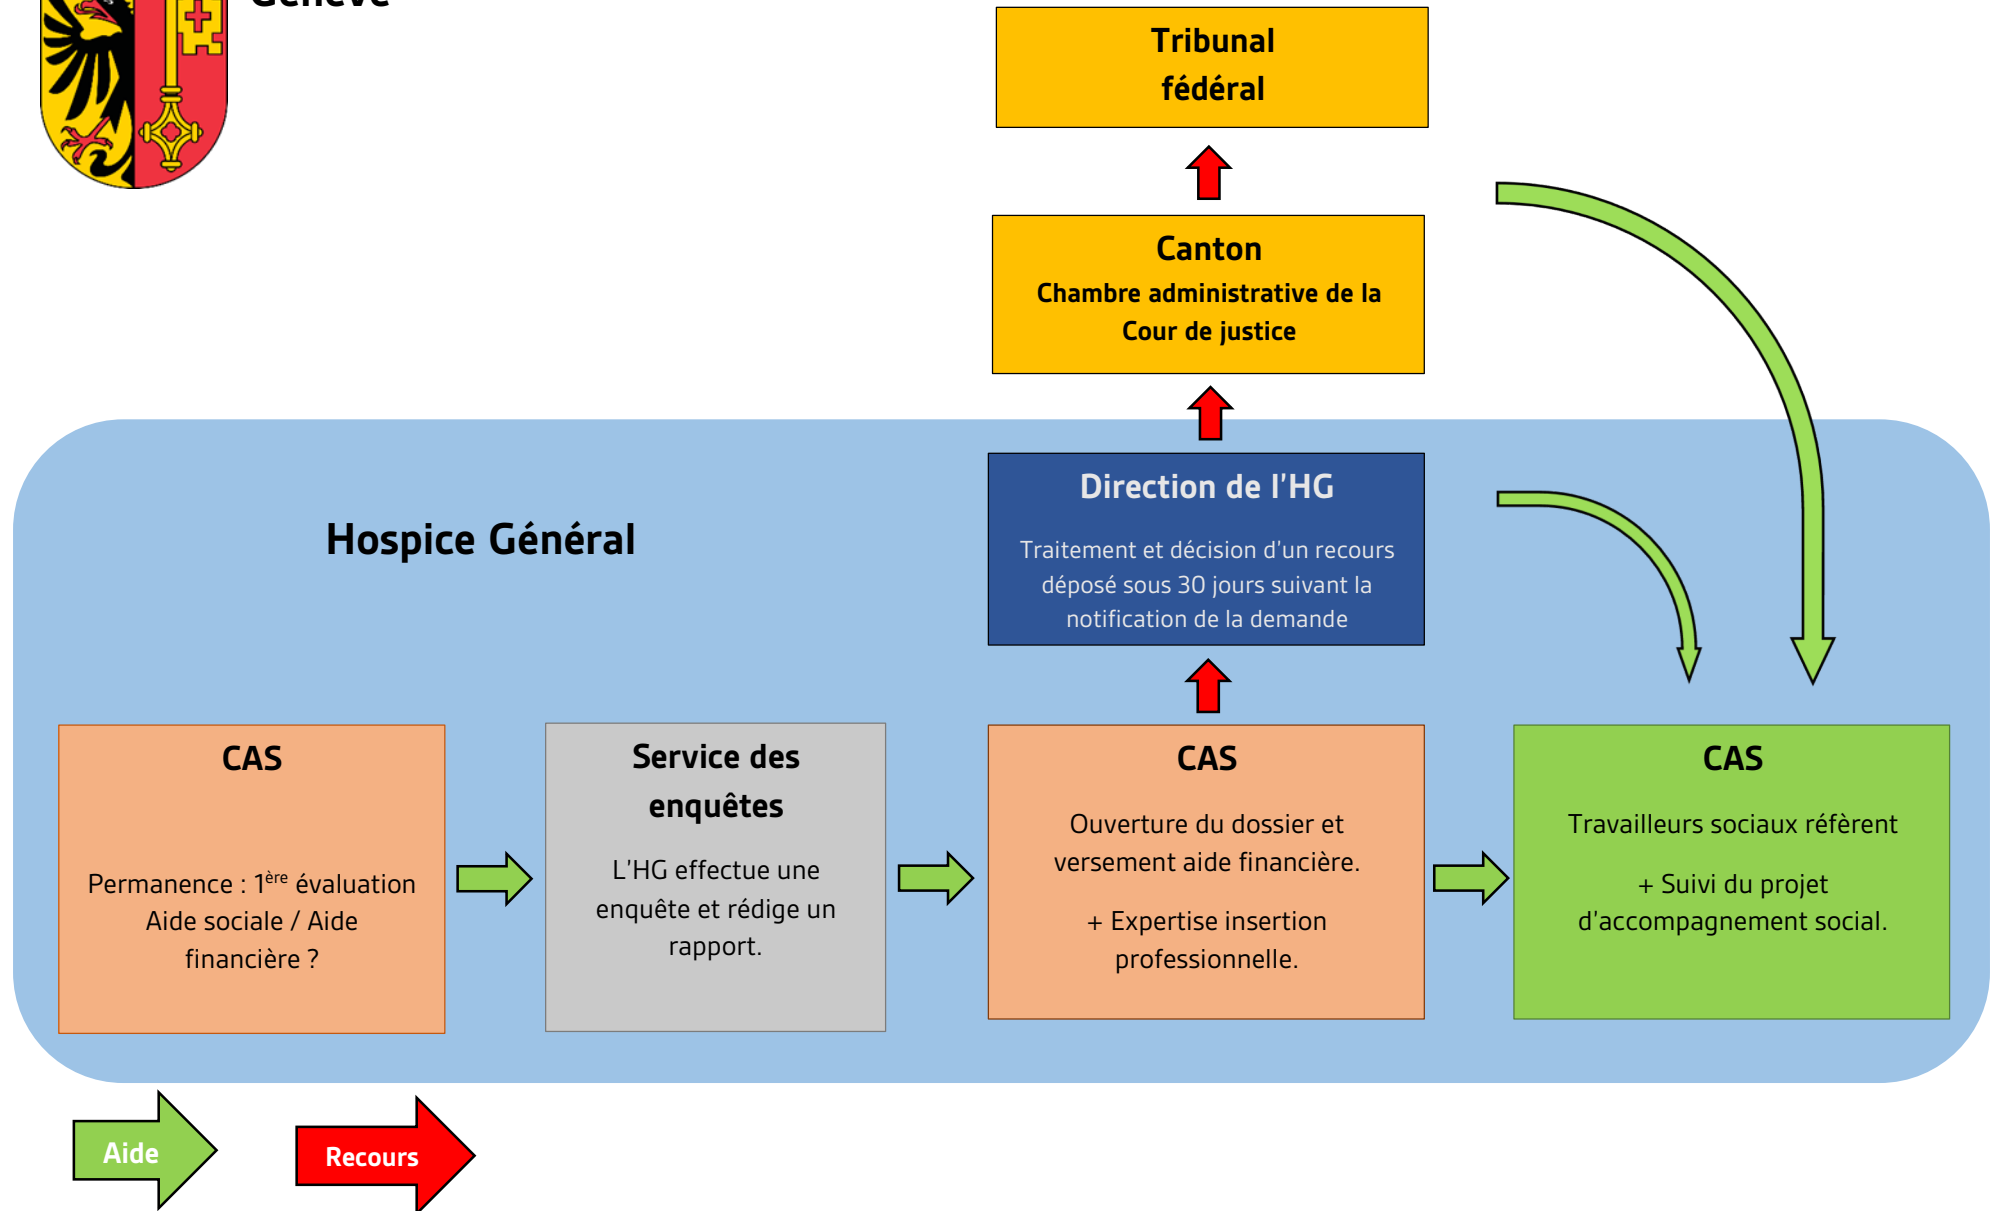 Genève
Tribunal
fédéral
Canton
Chambre administrative de la
Cour de justice
Hospice Général
Direction de l'HG
Traitement et décision d'un recours
déposé sous 30 jours suivant la
notification de la demande
CAS
Permanence : 1ère évaluation
Aide sociale / Aide
financière ?
Service des
enquêtes
L'HG effectue une
enquête et rédige un
rapport.
CAS
Ouverture du dossier et
versement aide financière.
+ Expertise insertion
professionnelle.
CAS
Travailleurs sociaux réfèrent
+ Suivi du projet
d'accompagnement social.
Aide
Recours